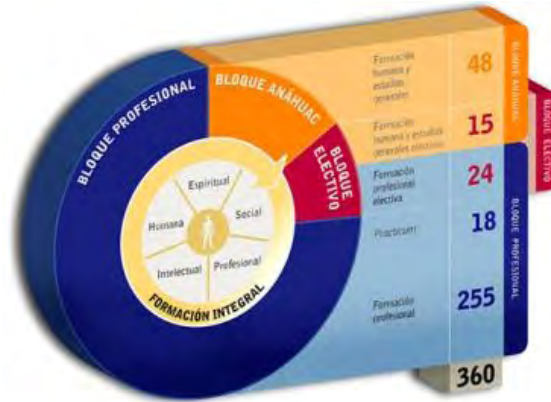 BLOQUE PROFESIONAL
BLOQUE ANÁHUAC
BLOQUE
ELECTIVO
Espiritual
Social
Profesional
Intelectual
Humana
FORMACIÓN INTEGRAL
Formación
humana y
estudios
generales
48
Formación
humana y estudios
generales electivos
15
Formación
profesional
electiva
24
Practicum
18
Formación
profesional
255
360
BLOQUE ANÁHUAC
BLOQUE ELECTIVO
BLOQUE PROFESIONAL